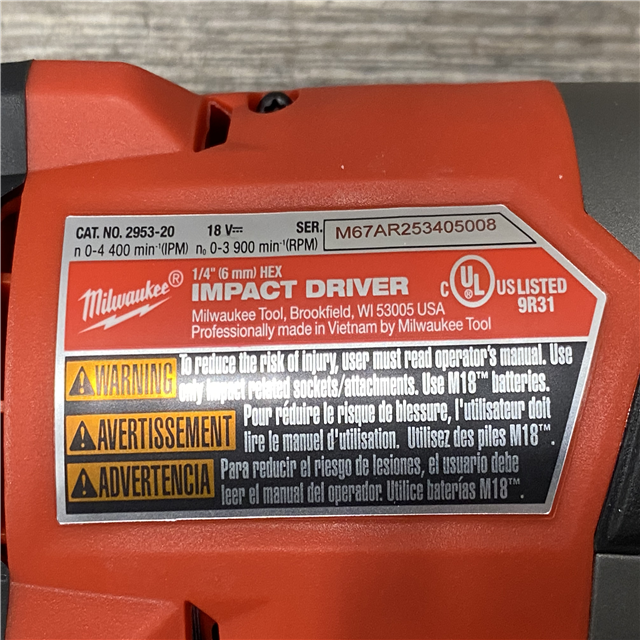 CAT. NO. 2953-20 18 V⎓ SER. M67AR253405008
n 0-4 400 min⁻¹(IPM) n₀ 0-3 900 min⁻¹(RPM)
Milwaukee®
1/4" (6 mm) HEX
IMPACT DRIVER
Milwaukee Tool, Brookfield, WI 53005 USA
Professionally made in Vietnam by Milwaukee Tool
C UL® US LISTED
9R31
WARNING To reduce the risk of injury, user must read operator's manual. Use
only impact related sockets/attachments. Use M18™ batteries.
AVERTISSEMENT Pour réduire le risque de blessure, l'utilisateur doit
lire le manuel d'utilisation. Utilisez des piles M18™.
ADVERTENCIA Para reducir el riesgo de lesiones, el usuario debe
leer el manual del operador. Utilice baterías M18™.